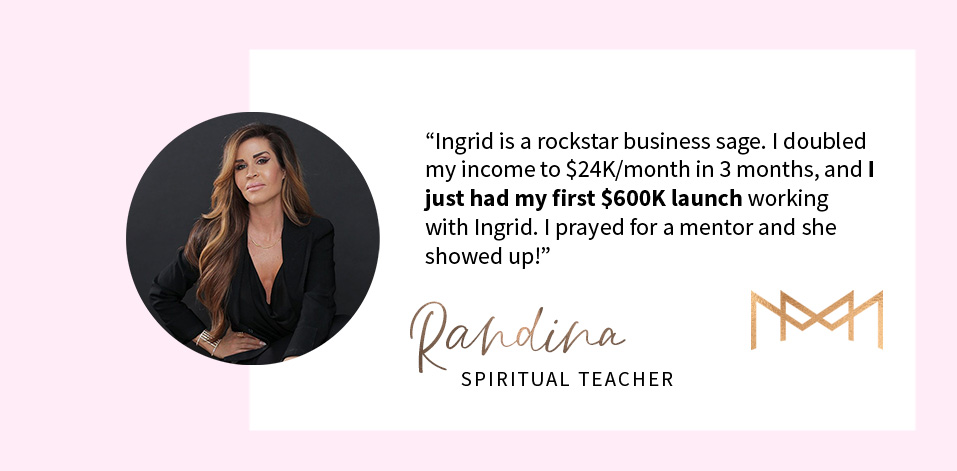 “Ingrid is a rockstar business sage. I doubled
my income to $24K/month in 3 months, and I
just had my first $600K launch working
with Ingrid. I prayed for a mentor and she
showed up!”
Randina
SPIRITUAL TEACHER
MM